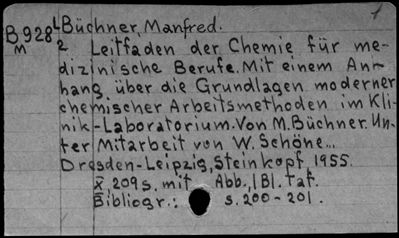 1
B928L Büchner, Manfred.
M 2 Leitfaden der Chemie für me-
dizinische Berufe. Mit einem An-
hang über die Grundlagen moderner
chemischer Arbeitsmethoden im Kli-
nik-Laboratorium. Von M. Büchner. Un-
ter Mitarbeit von W. Schöne...
Dresden-Leipzig, Steinkopf, 1955.
X, 209 s. mit Abb., 1 Bl. Taf.
Bibliogr.: s. 200-201.